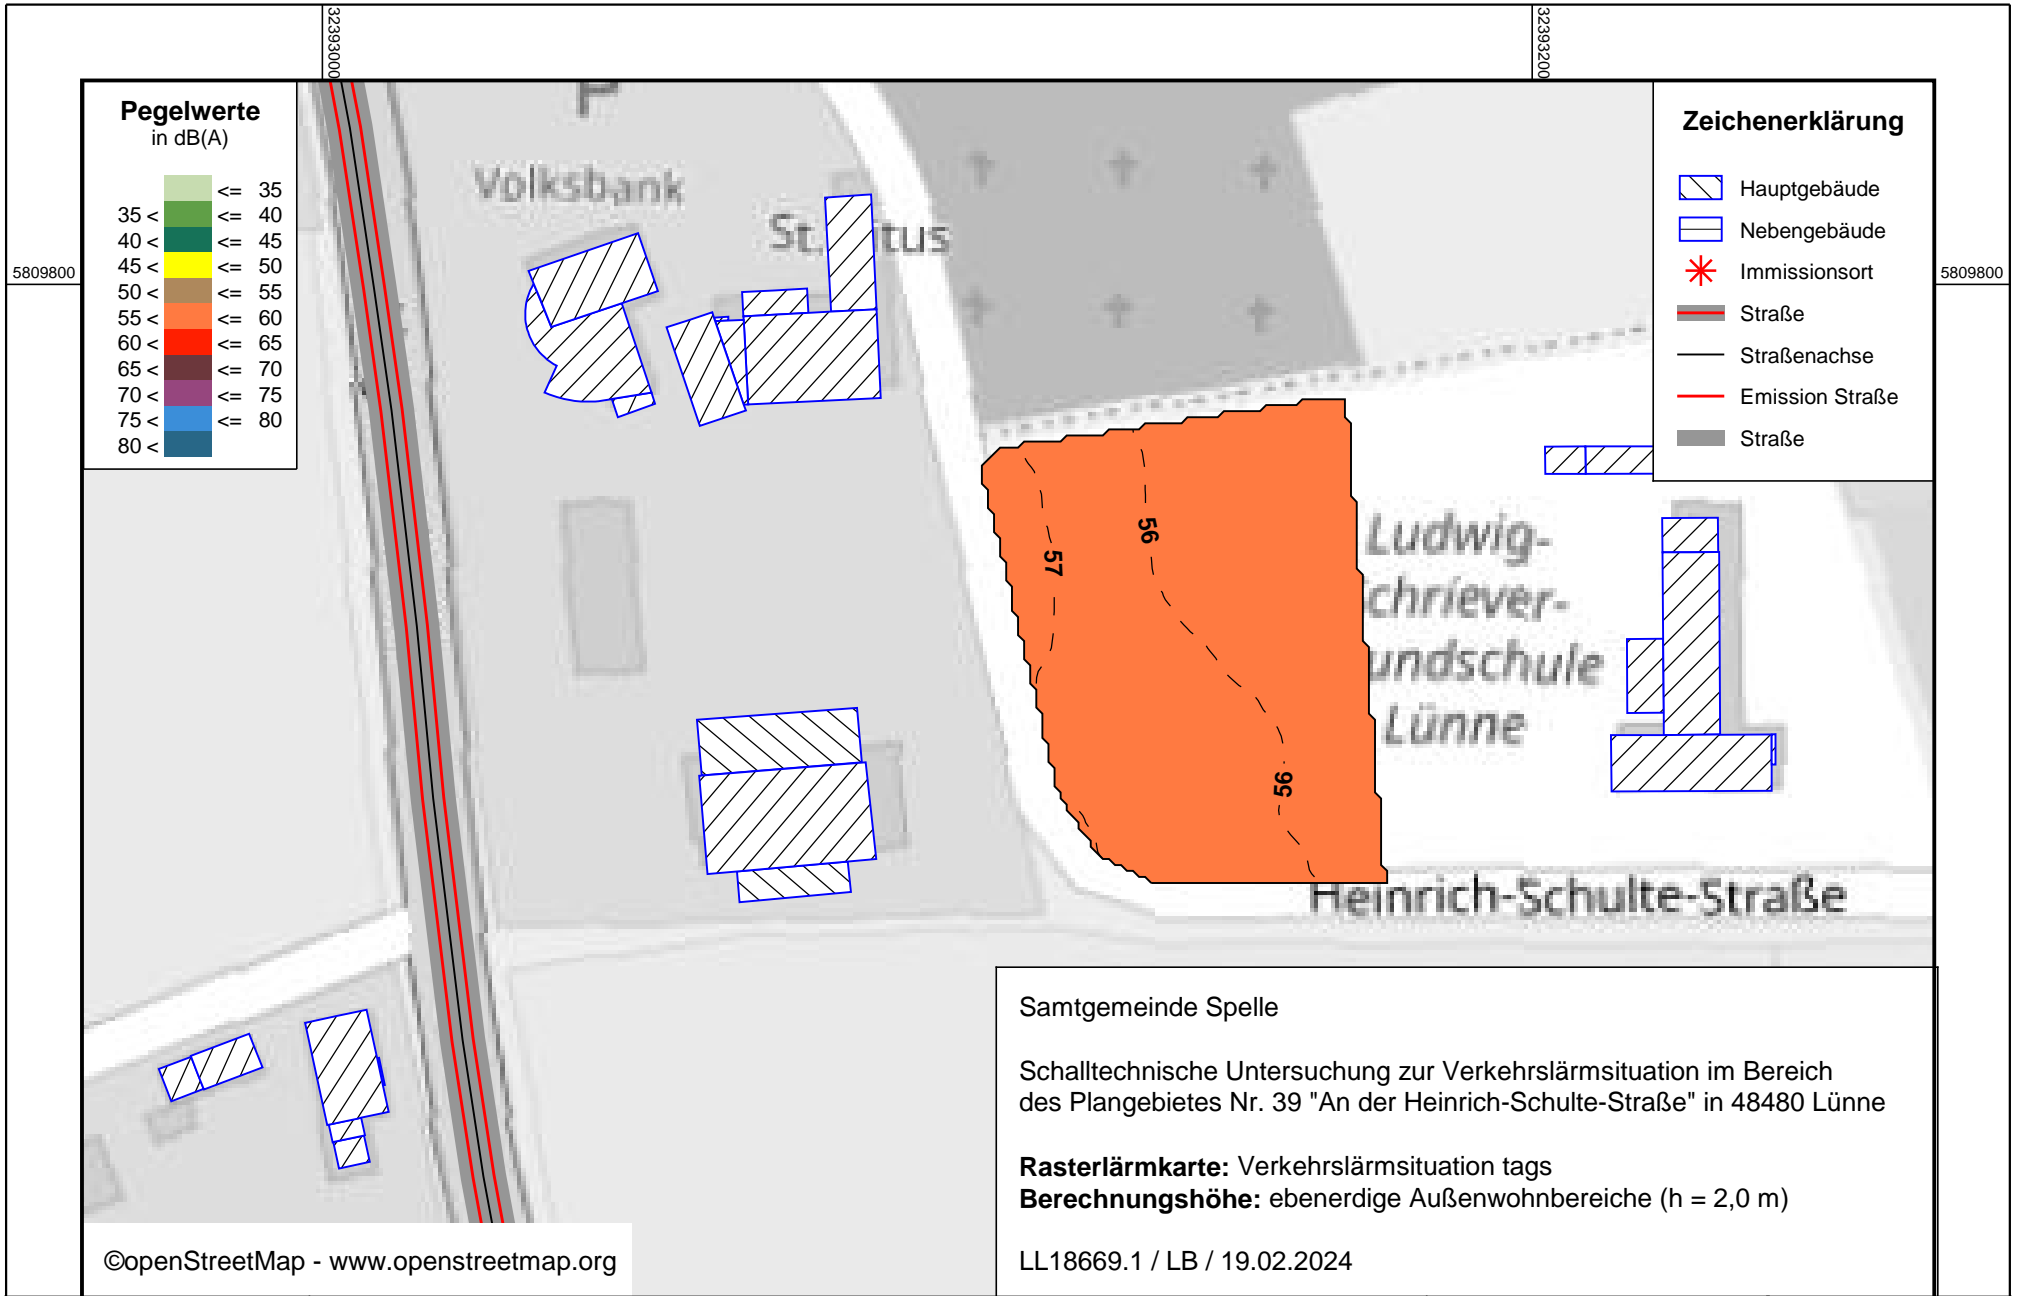 32393000
32393200
5809800
5809800
Pegelwerte
in dB(A)
<= 35
35 < <= 40
40 < <= 45
45 < <= 50
50 < <= 55
55 < <= 60
60 < <= 65
65 < <= 70
70 < <= 75
75 < <= 80
80 <
Zeichenerklärung
Hauptgebäude
Nebengebäude
Immissionsort
Straße
Straßenachse
Emission Straße
Straße
P
Volksbank
St. itus
57
56
56
Ludwig-
chriever-
undschule
Lünne
Heinrich-Schulte-Straße
Samtgemeinde Spelle
Schalltechnische Untersuchung zur Verkehrslärmsituation im Bereich
des Plangebietes Nr. 39 "An der Heinrich-Schulte-Straße" in 48480 Lünne
Rasterlärmkarte: Verkehrslärmsituation tags
Berechnungshöhe: ebenerdige Außenwohnbereiche (h = 2,0 m)
LL18669.1 / LB / 19.02.2024
©openStreetMap - www.openstreetmap.org